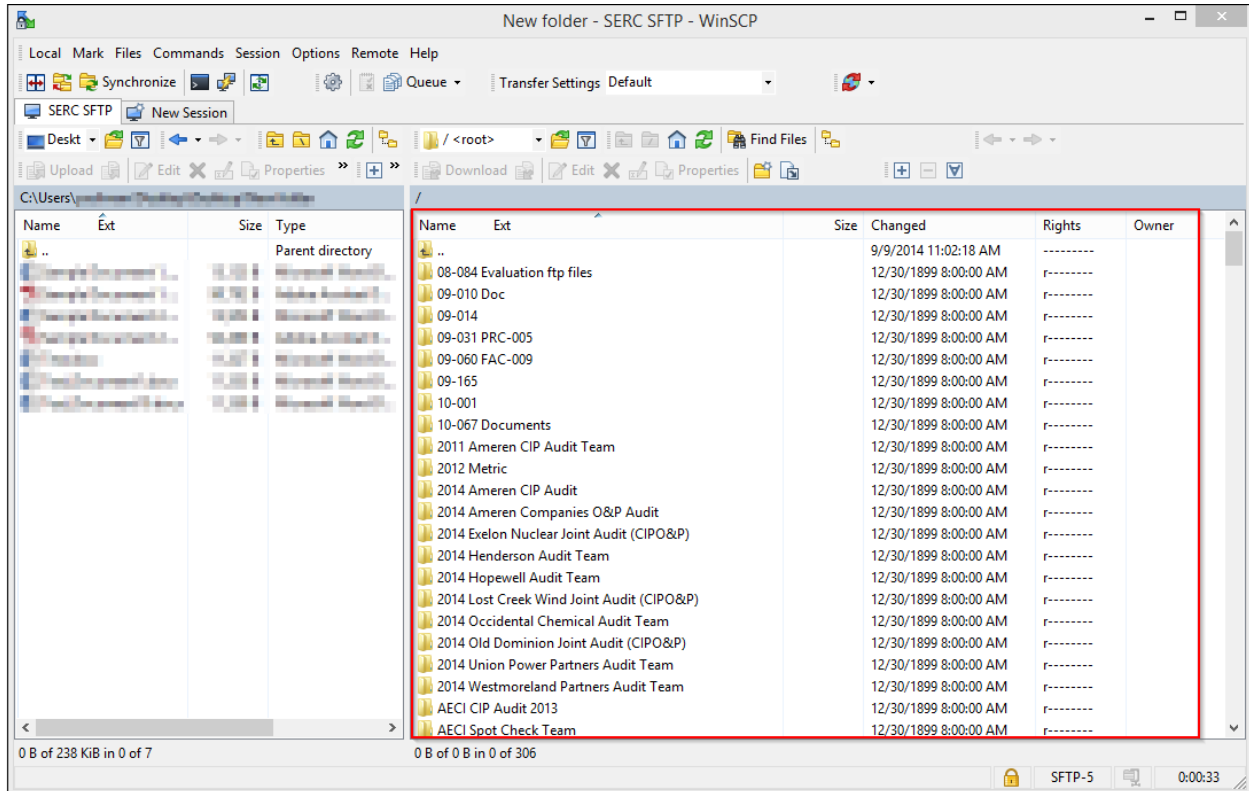 New folder - SERC SFTP - WinSCP
Local Mark Files Commands Session Options Remote Help
Synchronize Queue Transfer Settings Default
SERC SFTP New Session
Deskt / <root> Find Files
Upload Edit Properties » » Download Edit Properties
C:\Users\ /
Name Ext Size Type Name Ext Size Changed Rights Owner
.. Parent directory .. 9/9/2014 11:02:18 AM ---------
08-084 Evaluation ftp files 12/30/1899 8:00:00 AM r--------
09-010 Doc 12/30/1899 8:00:00 AM r--------
09-014 12/30/1899 8:00:00 AM r--------
09-031 PRC-005 12/30/1899 8:00:00 AM r--------
09-060 FAC-009 12/30/1899 8:00:00 AM r--------
09-165 12/30/1899 8:00:00 AM r--------
10-001 12/30/1899 8:00:00 AM r--------
10-067 Documents 12/30/1899 8:00:00 AM r--------
2011 Ameren CIP Audit Team 12/30/1899 8:00:00 AM r--------
2012 Metric 12/30/1899 8:00:00 AM r--------
2014 Ameren CIP Audit 12/30/1899 8:00:00 AM r--------
2014 Ameren Companies O&P Audit 12/30/1899 8:00:00 AM r--------
2014 Exelon Nuclear Joint Audit (CIPO&P) 12/30/1899 8:00:00 AM r--------
2014 Henderson Audit Team 12/30/1899 8:00:00 AM r--------
2014 Hopewell Audit Team 12/30/1899 8:00:00 AM r--------
2014 Lost Creek Wind Joint Audit (CIPO&P) 12/30/1899 8:00:00 AM r--------
2014 Occidental Chemical Audit Team 12/30/1899 8:00:00 AM r--------
2014 Old Dominion Joint Audit (CIPO&P) 12/30/1899 8:00:00 AM r--------
2014 Union Power Partners Audit Team 12/30/1899 8:00:00 AM r--------
2014 Westmoreland Partners Audit Team 12/30/1899 8:00:00 AM r--------
AECI CIP Audit 2013 12/30/1899 8:00:00 AM r--------
AECI Spot Check Team 12/30/1899 8:00:00 AM r--------
0 B of 238 KiB in 0 of 7 0 B of 0 B in 0 of 306
SFTP-5 0:00:33